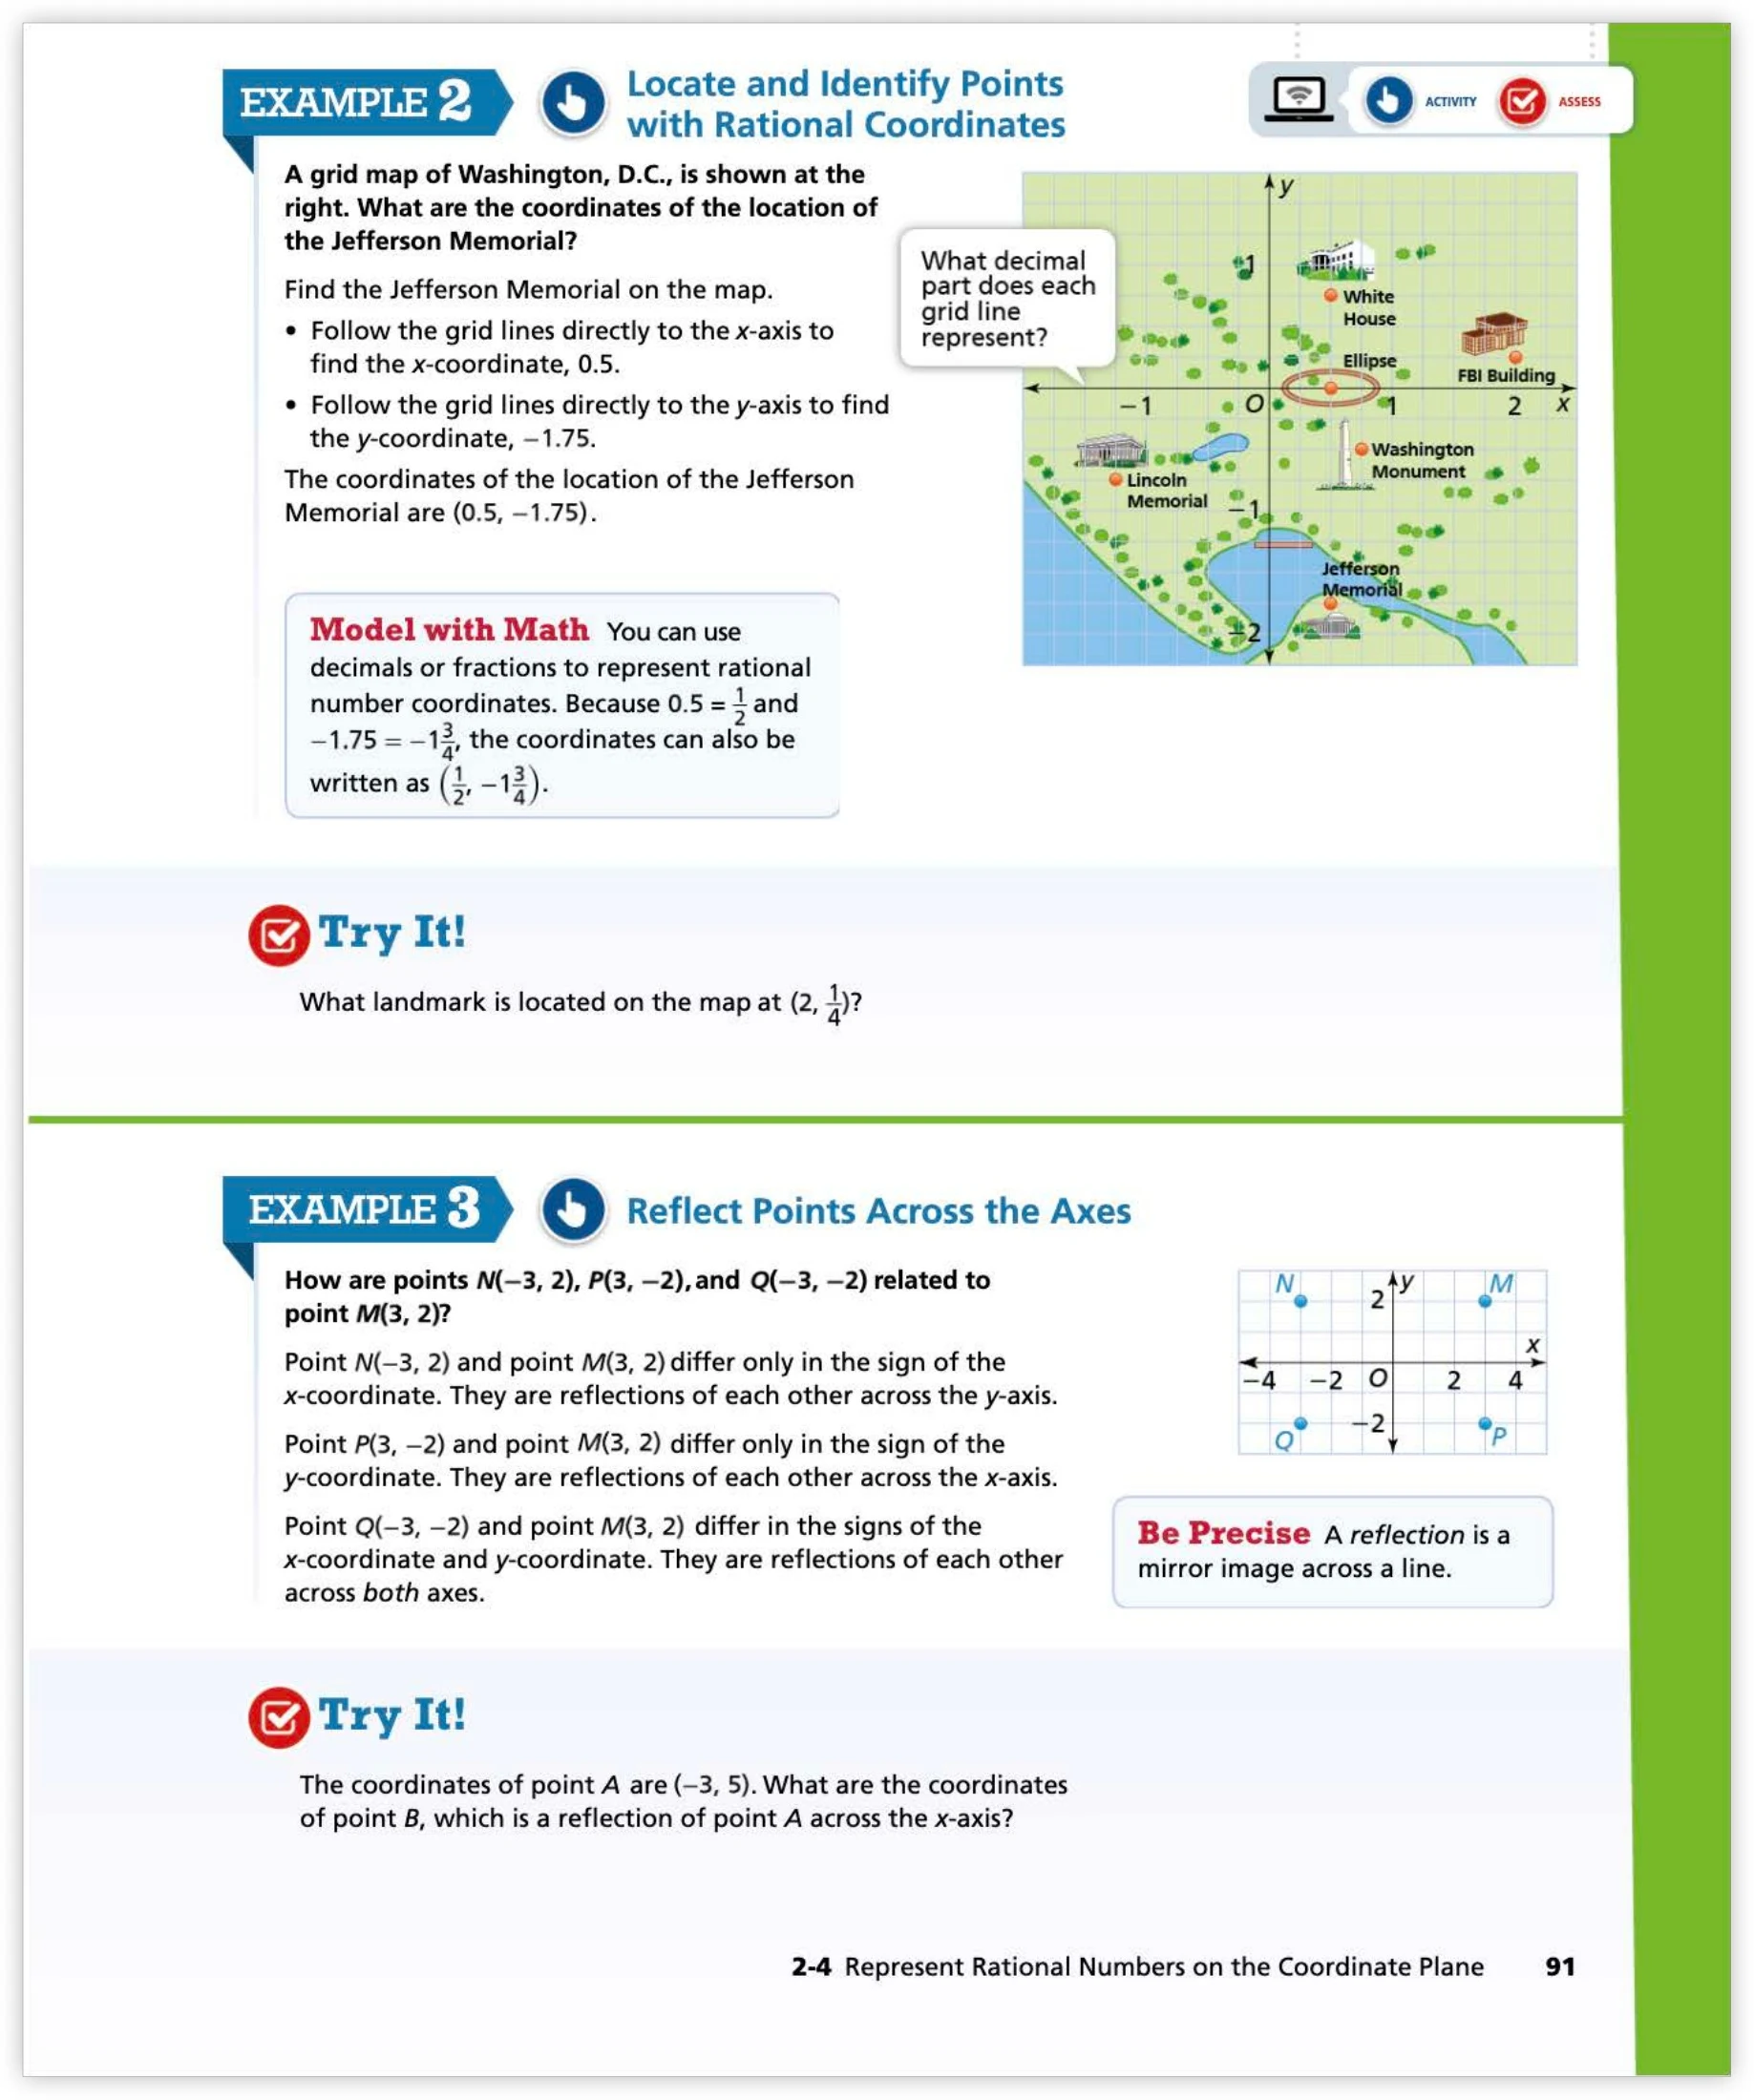 EXAMPLE 2
Locate and Identify Points
with Rational Coordinates
ACTIVITY
ASSESS
A grid map of Washington, D.C., is shown at the
right. What are the coordinates of the location of
the Jefferson Memorial?
Find the Jefferson Memorial on the map.
• Follow the grid lines directly to the x-axis to
find the x-coordinate, 0.5.
• Follow the grid lines directly to the y-axis to find
the y-coordinate, −1.75.
The coordinates of the location of the Jefferson
Memorial are (0.5, −1.75).
What decimal
part does each
grid line
represent?
y
1
White
House
Ellipse
FBI Building
−1
O
1
2
x
Washington
Monument
Lincoln
Memorial
−1
Jefferson
Memorial
−2
Model with Math You can use
decimals or fractions to represent rational
number coordinates. Because 0.5 = 1/2 and
−1.75 = −1 3/4, the coordinates can also be
written as (1/2, −1 3/4).
Try It!
What landmark is located on the map at (2, 1/4)?
EXAMPLE 3
Reflect Points Across the Axes
How are points N(−3, 2), P(3, −2), and Q(−3, −2) related to
point M(3, 2)?
Point N(−3, 2) and point M(3, 2) differ only in the sign of the
x-coordinate. They are reflections of each other across the y-axis.
Point P(3, −2) and point M(3, 2) differ only in the sign of the
y-coordinate. They are reflections of each other across the x-axis.
Point Q(−3, −2) and point M(3, 2) differ in the signs of the
x-coordinate and y-coordinate. They are reflections of each other
across both axes.
N
2
y
M
x
−4
−2
O
2
4
−2
Q
P
Be Precise A reflection is a
mirror image across a line.
Try It!
The coordinates of point A are (−3, 5). What are the coordinates
of point B, which is a reflection of point A across the x-axis?
2-4 Represent Rational Numbers on the Coordinate Plane 91